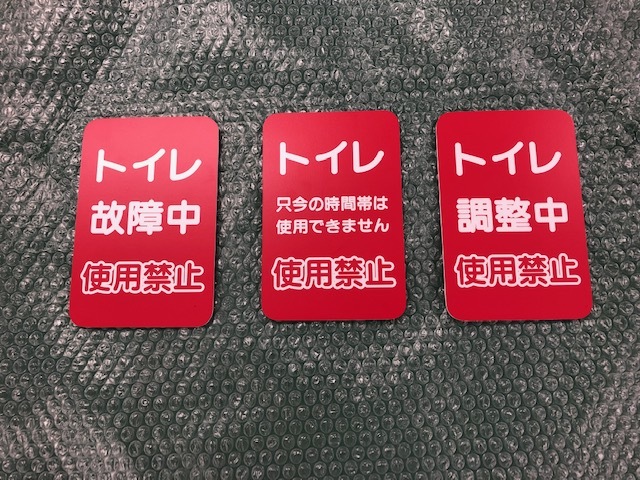 トイレ
故障中
使用禁止
トイレ
只今の時間帯は
使用できません
使用禁止
トイレ
調整中
使用禁止